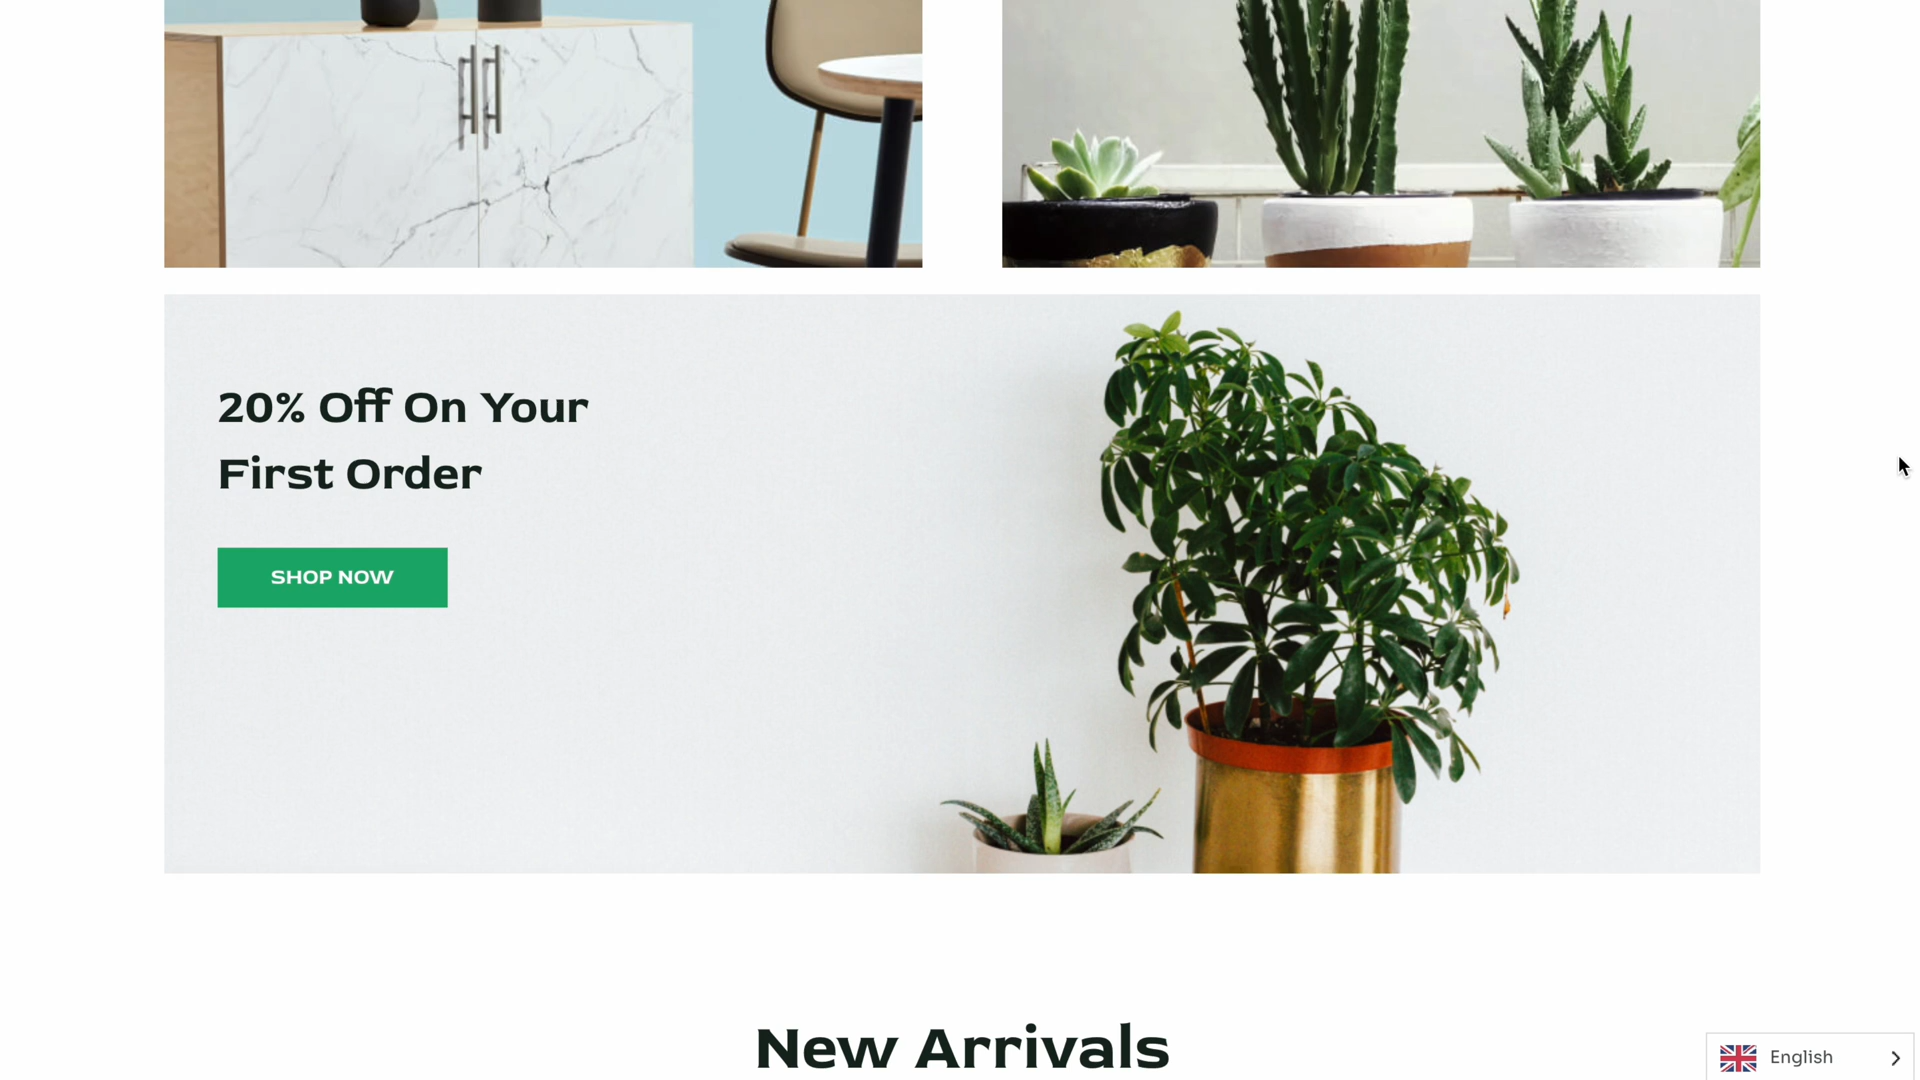 20% Off On Your
First Order
SHOP NOW
New Arrivals
English